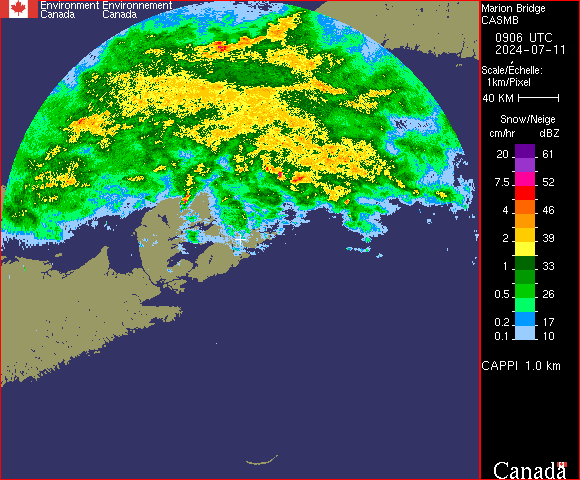 Environment Environnement
Canada Canada
Marion Bridge
CASMB
0906 UTC
2024-07-11
Scale/Échelle:
1km/Pixel
40 KM
Snow/Neige
cm/hr dBZ
20 61
7.5 52
4 46
2 39
1 33
0.5 26
0.2 17
0.1 10
CAPPI 1.0 km
Canada